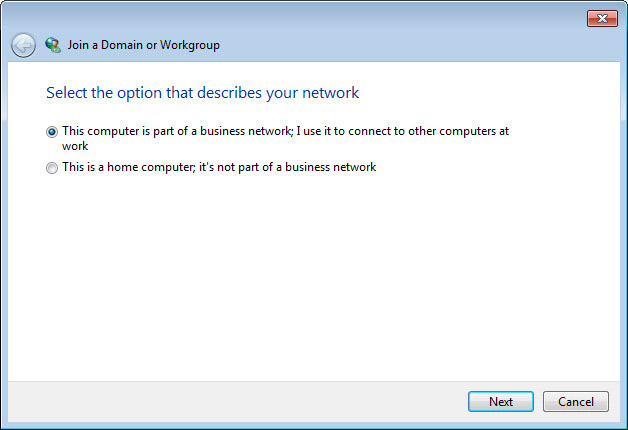 Join a Domain or Workgroup
Select the option that describes your network
This computer is part of a business network; I use it to connect to other computers at
work
This is a home computer; it's not part of a business network
Next
Cancel